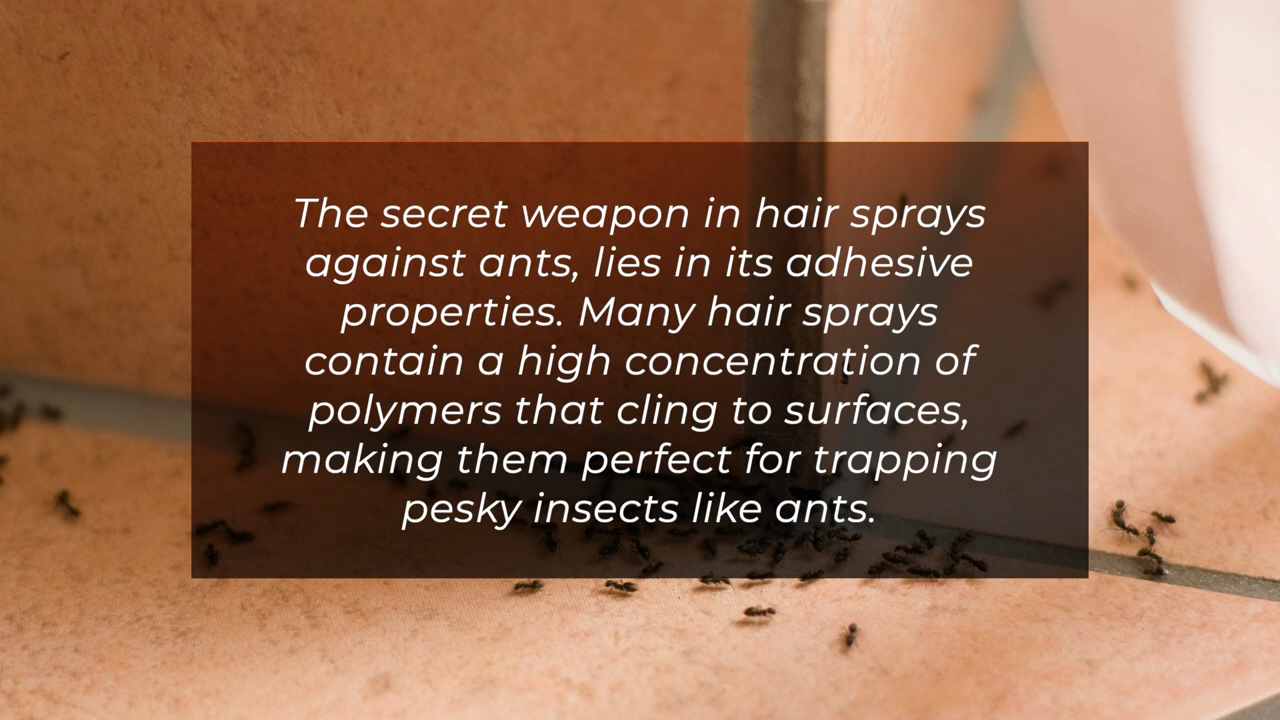 The secret weapon in hair sprays
against ants, lies in its adhesive
properties. Many hair sprays
contain a high concentration of
polymers that cling to surfaces,
making them perfect for trapping
pesky insects like ants.